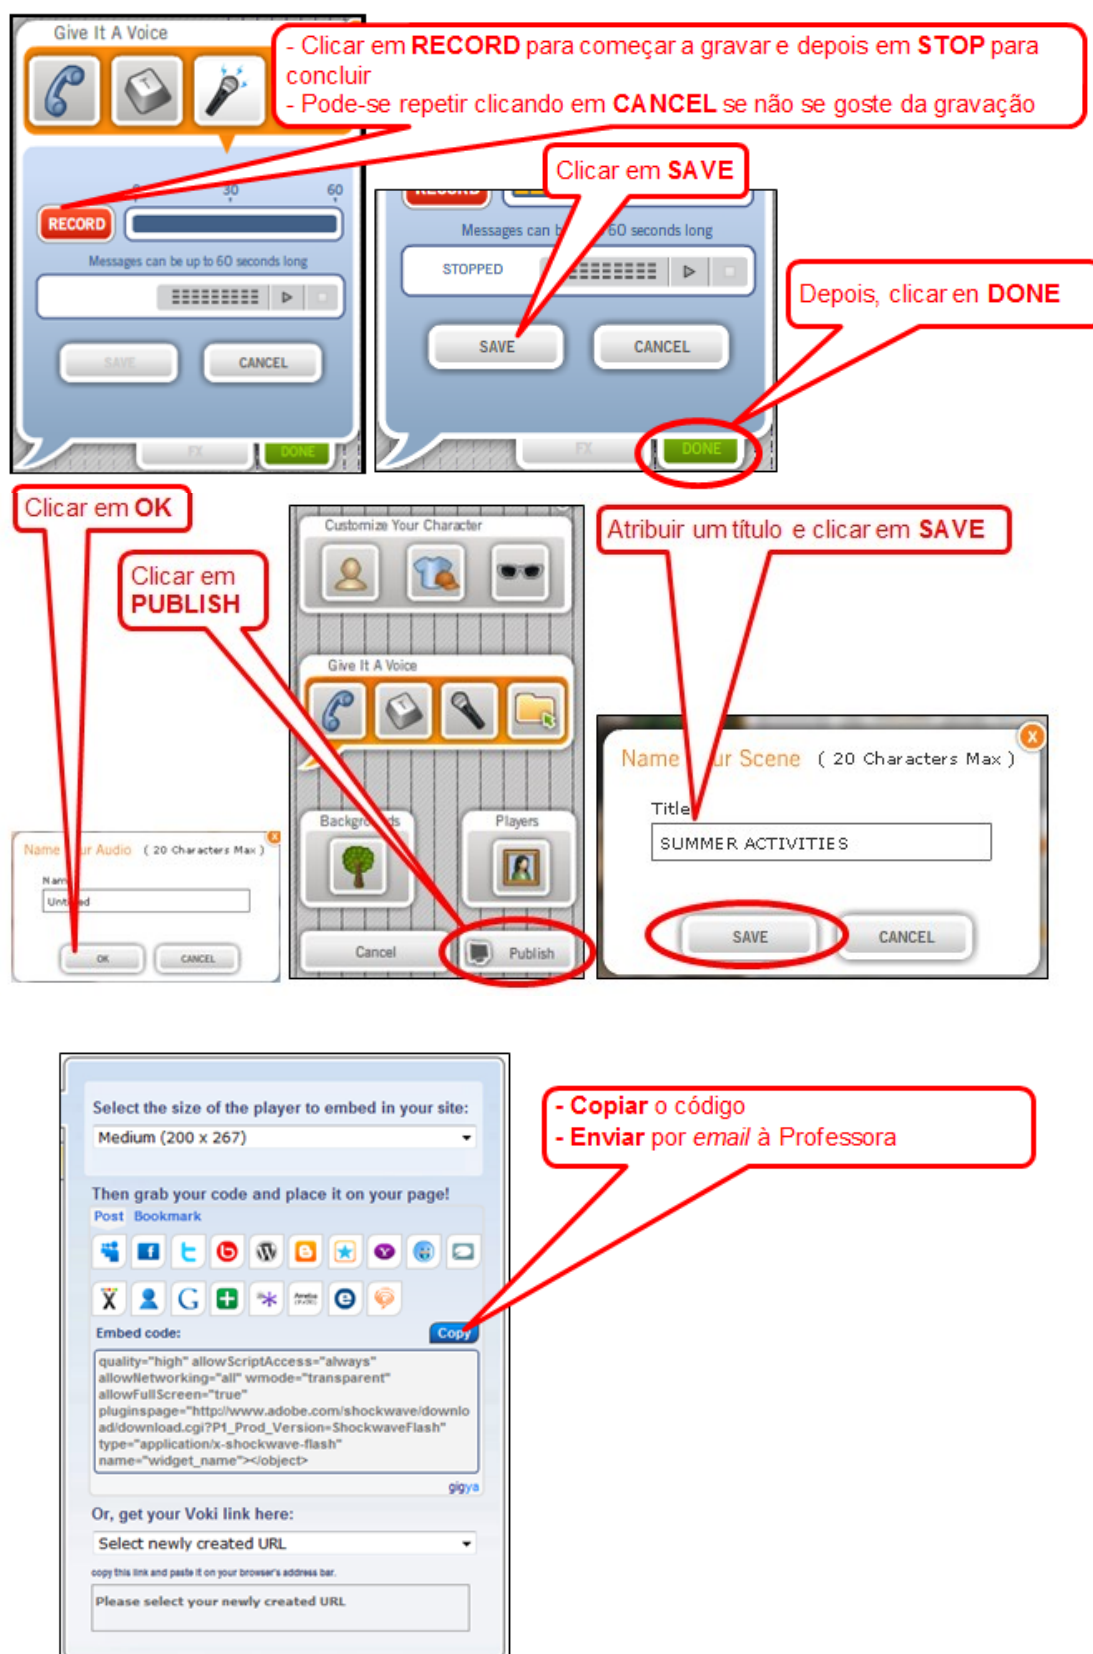 Give It A Voice
- Clicar em RECORD para começar a gravar e depois em STOP para
concluir
- Pode-se repetir clicando em CANCEL se não se goste da gravação
Clicar em SAVE
30
60
RECORD
Messages can be up to 60 seconds long
SAVE
CANCEL
FX
DONE
RECORD
Messages can b 60 seconds long
STOPPED
SAVE
CANCEL
FX
DONE
Depois, clicar en DONE
Clicar em OK
Clicar em
PUBLISH
Customize Your Character
Give It A Voice
Backgrounds
Players
Cancel
Publish
Atribuir um título e clicar em SAVE
Name ur Audio ( 20 Characters Max )
X
Nam
Untitled
OK
CANCEL
Name ur Scene ( 20 Characters Max )
X
Title
SUMMER ACTIVITIES
SAVE
CANCEL
Select the size of the player to embed in your site:
Medium (200 x 267)
- Copiar o código
- Enviar por email à Professora
Then grab your code and place it on your page!
Post Bookmark
Embed code:
Copy
quality="high" allowScriptAccess="always"
allowNetworking="all" wmode="transparent"
allowFullScreen="true"
pluginspage="http://www.adobe.com/shockwave/downlo
ad/download.cgi?P1_Prod_Version=ShockwaveFlash"
type="application/x-shockwave-flash"
name="widget_name"></object>
gigya
Or, get your Voki link here:
Select newly created URL
copy this link and paste it on your browser's address bar.
Please select your newly created URL